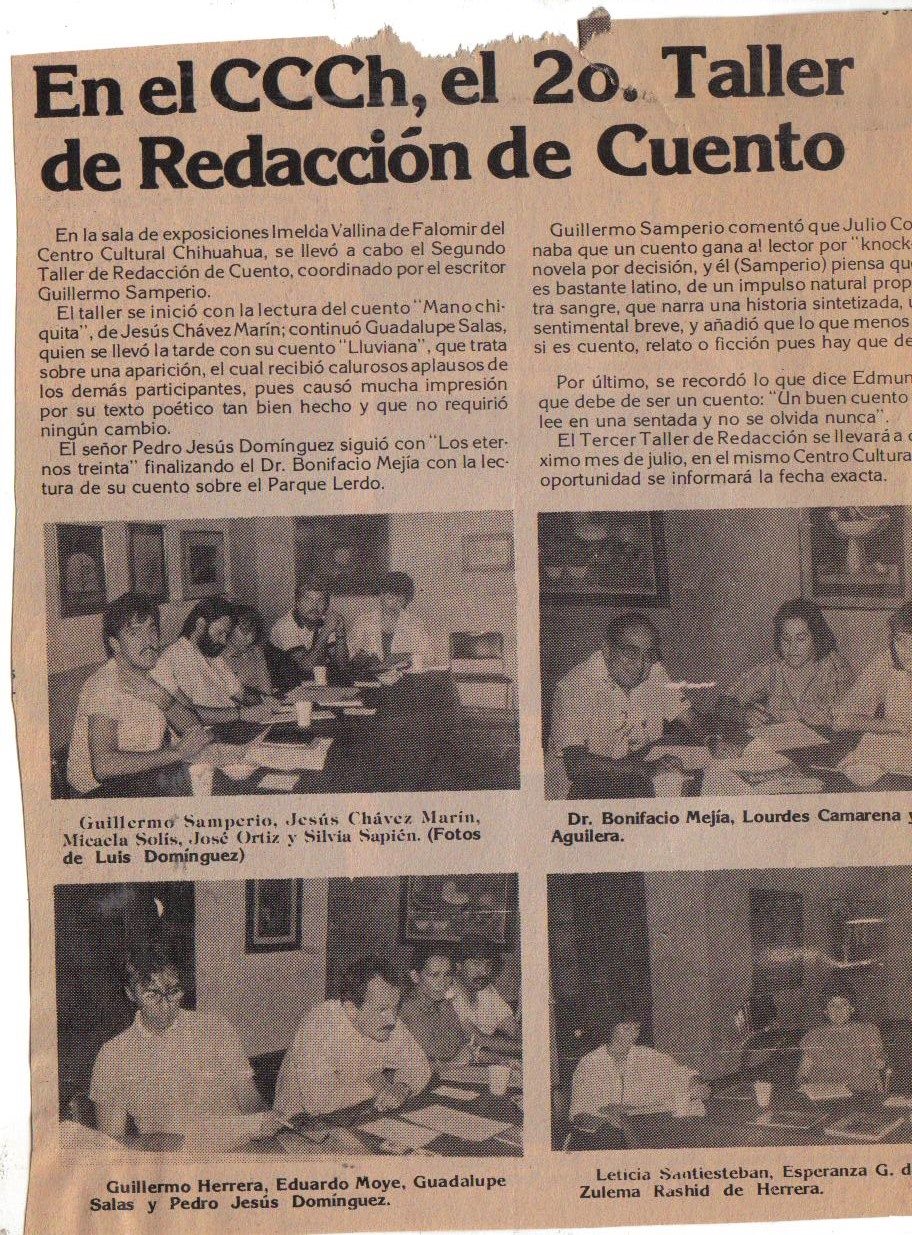 En el CCCh, el 2o. Taller
de Redacción de Cuento
En la sala de exposiciones Imelda Vallina de Falomir del
Centro Cultural Chihuahua, se llevó a cabo el Segundo
Taller de Redacción de Cuento, coordinado por el escritor
Guillermo Samperio.
El taller se inició con la lectura del cuento "Mano chi-
quita", de Jesús Chávez Marín; continuó Guadalupe Salas,
quien se llevó la tarde con su cuento "Lluviana", que trata
sobre una aparición, el cual recibió calurosos aplausos de
los demás participantes, pues causó mucha impresión
por su texto poético tan bien hecho y que no requirió
ningún cambio.
El señor Pedro Jesús Domínguez siguió con "Los eter-
nos treinta" finalizando el Dr. Bonifacio Mejía con la lec-
tura de su cuento sobre el Parque Lerdo.
Guillermo Samperio comentó que Julio Co
naba que un cuento gana al lector por "knock
novela por decisión, y él (Samperio) piensa que
es bastante latino, de un impulso natural prop
tra sangre, que narra una historia sintetizada,
sentimental breve, y añadió que lo que menos
si es cuento, relato o ficción pues hay que de
Por último, se recordó lo que dice Edmun
que debe de ser un cuento: "Un buen cuento
lee en una sentada y no se olvida nunca".
El Tercer Taller de Redacción se llevará a c
ximo mes de julio, en el mismo Centro Cultura
oportunidad se informará la fecha exacta.
Guillermo Samperio, Jesús Chávez Marín,
Micaela Solís, José Ortiz y Silvia Sapién. (Fotos
de Luis Domínguez)
Dr. Bonifacio Mejía, Lourdes Camarena y
Aguilera.
Guillermo Herrera, Eduardo Moye, Guadalupe
Salas y Pedro Jesús Domínguez.
Leticia Santiesteban, Esperanza G. d
Zulema Rashid de Herrera.